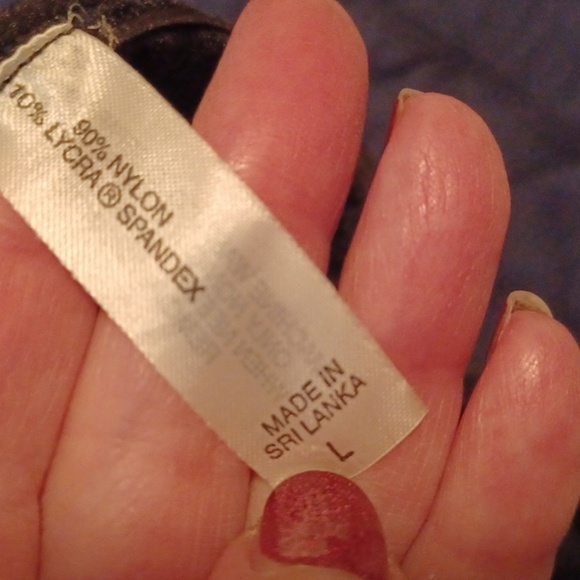 90% NYLON
10% LYCRA® SPANDEX
MADE IN
SRI LANKA
L